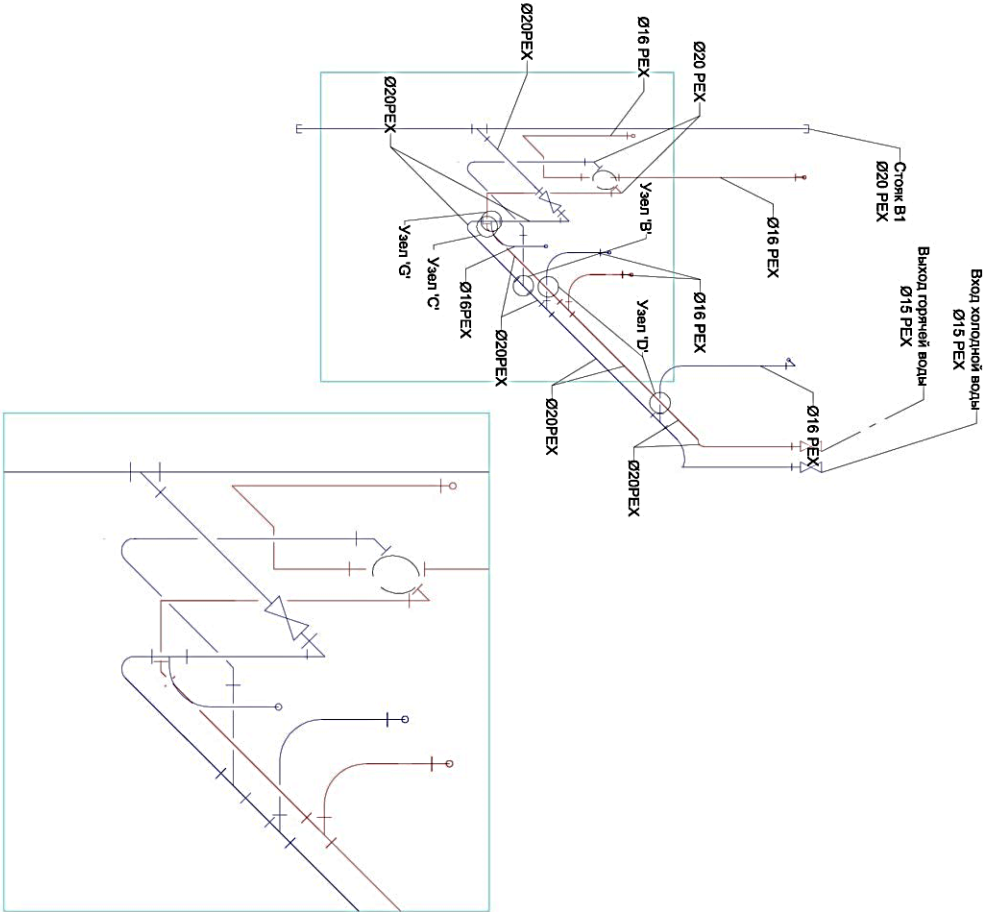 Вход холодной воды
Ø15 PEX
Выход горячей воды
Ø15 PEX
Стояк В1
Ø20 PEX
Ø16 PEX
Ø16 PEX
Ø20 PEX
Ø16 PEX
Ø20PEX
Ø20PEX
Узел 'B'
Узел 'D'
Ø16 PEX
Ø20PEX
Ø20PEX
Ø20PEX
Ø16PEX
Узел 'C'
Узел 'G'